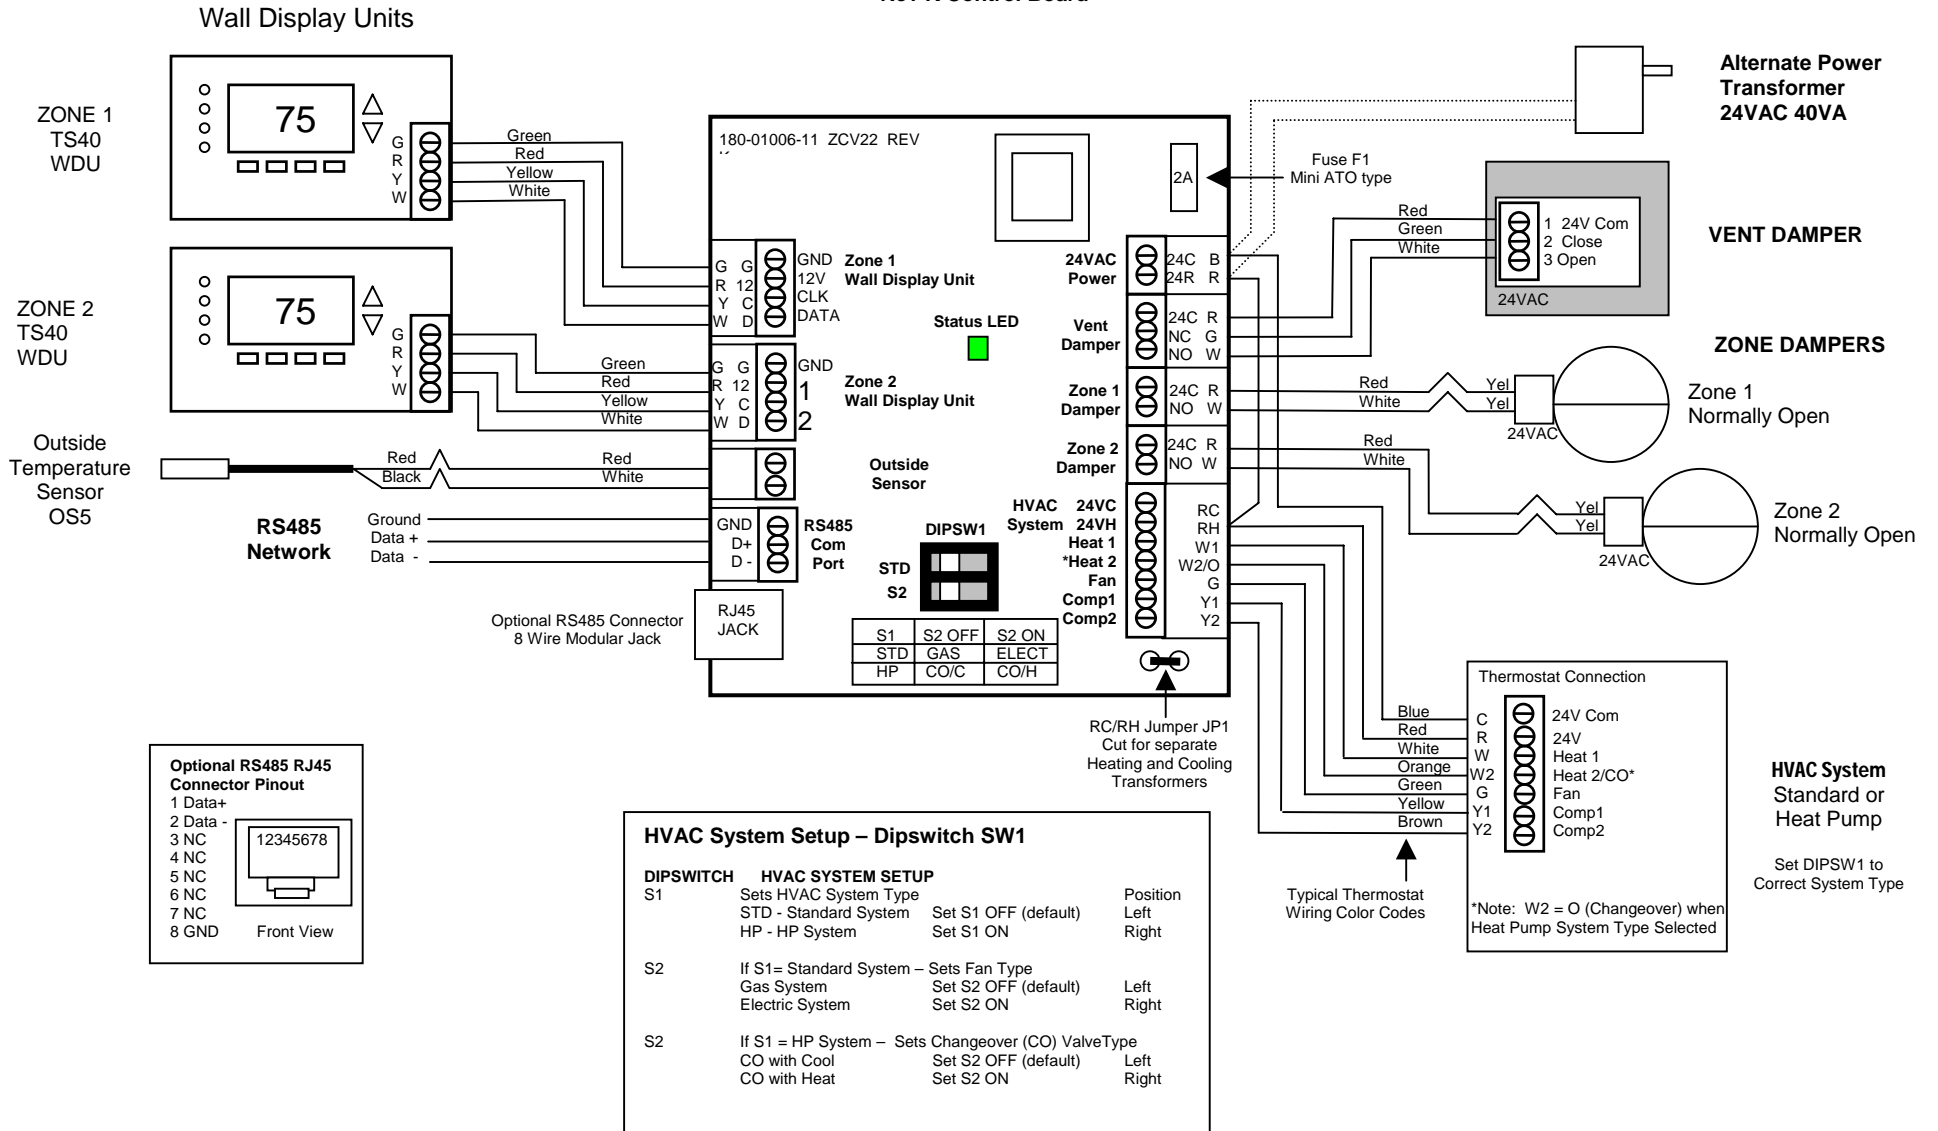 Wall Display Units
ZONE 1
TS40
WDU
75
G
R
Y
W
Green
Red
Yellow
White
ZONE 2
TS40
WDU
75
G
R
Y
W
Green
Red
Yellow
White
Outside
Temperature
Sensor
OS5
Red
Black
Red
White
RS485
Network
Ground
Data +
Data -
Optional RS485 Connector
8 Wire Modular Jack
RJ45
JACK
180-01006-11 ZCV22 REV
2A
Fuse F1
Mini ATO type
G G GND
R 12 12V
Y C CLK
W D DATA
Zone 1
Wall Display Unit
G G GND
R 12 1
Y C
W D 2
Zone 2
Wall Display Unit
Status LED
Outside
Sensor
GND
D+
D -
RS485
Com
Port
DIPSW1
STD
S2
S1 S2 OFF S2 ON
STD GAS ELECT
HP CO/C CO/H
24VAC
Power
24C B
24R R
Vent
Damper
24C R
NC G
NO W
Zone 1
Damper
24C R
NO W
Zone 2
Damper
24C R
NO W
HVAC
System
24VC RC
24VH RH
Heat 1 W1
*Heat 2 W2/O
Fan G
Comp1 Y1
Comp2 Y2
RC/RH Jumper JP1
Cut for separate
Heating and Cooling
Transformers
Alternate Power
Transformer
24VAC 40VA
Red
Green
White
1 24V Com
2 Close
3 Open
24VAC
VENT DAMPER
ZONE DAMPERS
Red
White
Yel
Yel
24VAC
Zone 1
Normally Open
Red
White
Yel
Yel
24VAC
Zone 2
Normally Open
Thermostat Connection
Blue C 24V Com
Red R 24V
White W Heat 1
Orange W2 Heat 2/CO*
Green G Fan
Yellow Y1 Comp1
Brown Y2 Comp2
Typical Thermostat
Wiring Color Codes
*Note: W2 = O (Changeover) when
Heat Pump System Type Selected
HVAC System
Standard or
Heat Pump
Set DIPSW1 to
Correct System Type
Optional RS485 RJ45
Connector Pinout
1 Data+
2 Data -
3 NC
4 NC
5 NC
6 NC
7 NC
8 GND
12345678
Front View
HVAC System Setup – Dipswitch SW1
DIPSWITCH HVAC SYSTEM SETUP
S1 Sets HVAC System Type Position
STD - Standard System Set S1 OFF (default) Left
HP - HP System Set S1 ON Right
S2 If S1= Standard System – Sets Fan Type
Gas System Set S2 OFF (default) Left
Electric System Set S2 ON Right
S2 If S1 = HP System – Sets Changeover (CO) ValveType
CO with Cool Set S2 OFF (default) Left
CO with Heat Set S2 ON Right